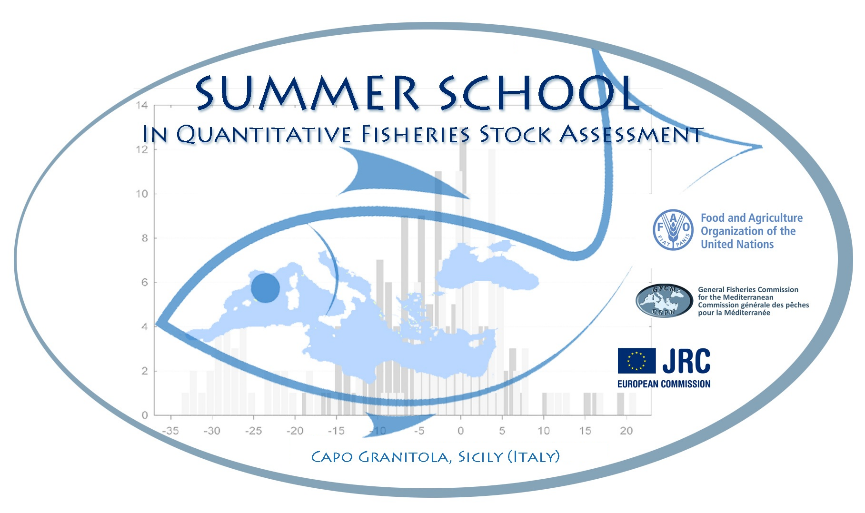 SUMMER SCHOOL
IN QUANTITATIVE FISHERIES STOCK ASSESSMENT
14
12
10
8
6
4
2
0
-35 -30 -25 -20 -15 -10 -5 0 5 10 15 20
F A O
FIAT PANIS
Food and Agriculture
Organization of the
United Nations
General Fisheries Commission
for the Mediterranean
Commission générale des pêches
pour la Méditerranée
JRC
EUROPEAN COMMISSION
CAPO GRANITOLA, SICILY (ITALY)